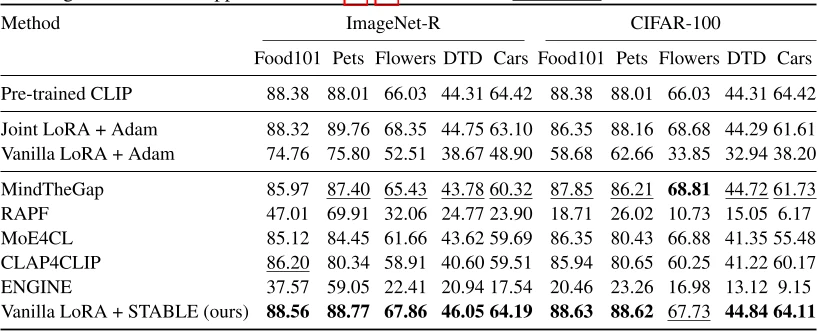 Method ImageNet-R CIFAR-100
Food101 Pets Flowers DTD Cars Food101 Pets Flowers DTD Cars
Pre-trained CLIP 88.38 88.01 66.03 44.31 64.42 88.38 88.01 66.03 44.31 64.42
Joint LoRA + Adam 88.32 89.76 68.35 44.75 63.10 86.35 88.16 68.68 44.29 61.61
Vanilla LoRA + Adam 74.76 75.80 52.51 38.67 48.90 58.68 62.66 33.85 32.94 38.20
MindTheGap 85.97 87.40 65.43 43.78 60.32 87.85 86.21 68.81 44.72 61.73
RAPF 47.01 69.91 32.06 24.77 23.90 18.71 26.02 10.73 15.05 6.17
MoE4CL 85.12 84.45 61.66 43.62 59.69 86.35 80.43 66.88 41.35 55.48
CLAP4CLIP 86.20 80.34 58.91 40.60 59.51 85.94 80.65 60.25 41.22 60.17
ENGINE 37.57 59.05 22.41 20.94 17.54 20.46 23.26 16.98 13.12 9.15
Vanilla LoRA + STABLE (ours) 88.56 88.77 67.86 46.05 64.19 88.63 88.62 67.73 44.84 64.11